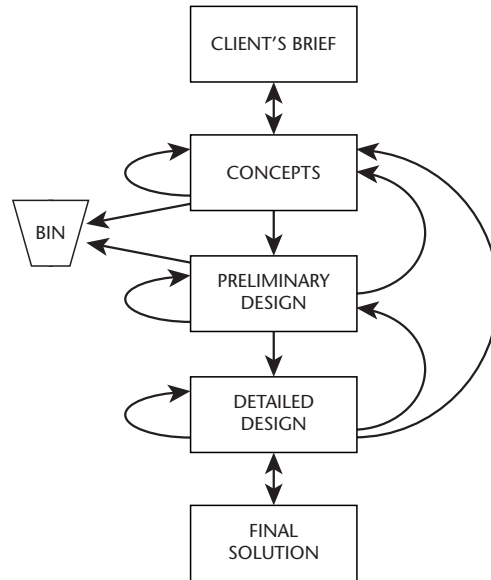 CLIENT'S BRIEF
CONCEPTS
BIN
PRELIMINARY
DESIGN
DETAILED
DESIGN
FINAL
SOLUTION